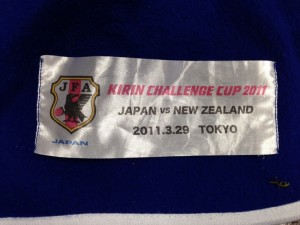 JFA
KIRIN CHALLENGE CUP 2011
JAPAN VS NEW ZEALAND
2011.3.29 TOKYO
JAPAN